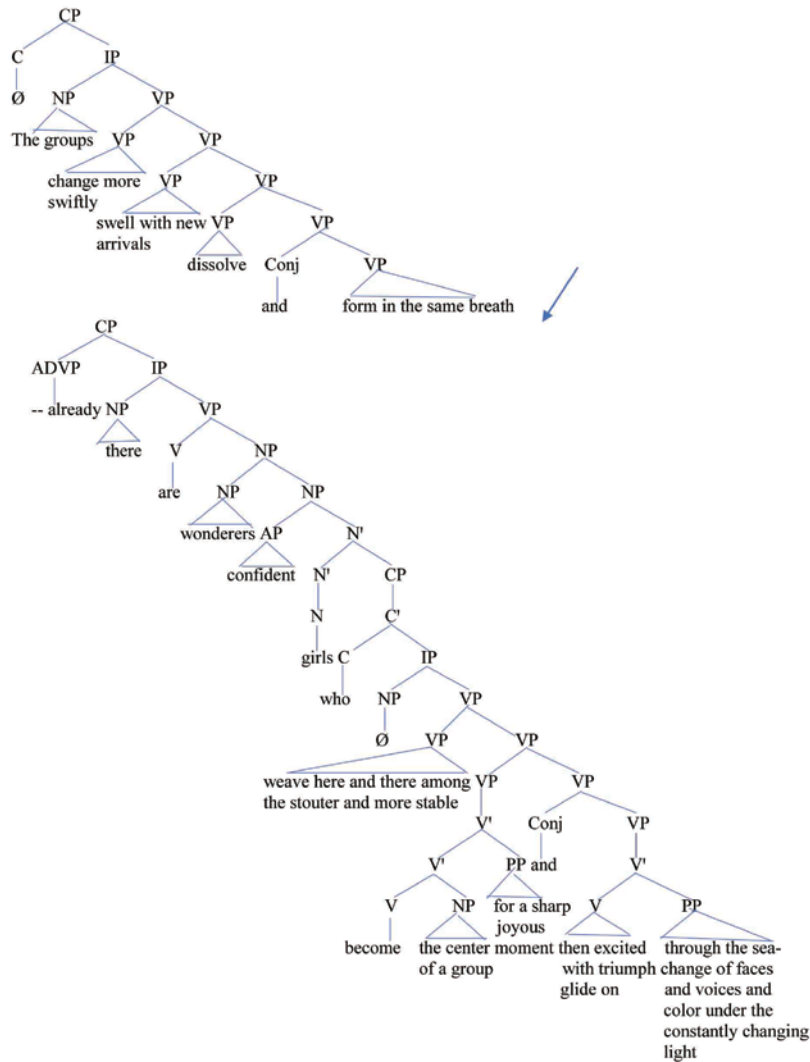 CP
C IP
Ø NP VP
The groups VP VP
change more swiftly VP VP
swell with new arrivals VP VP
dissolve Conj VP
and form in the same breath
CP
ADVP IP
-- already NP VP
there V NP
are NP NP
wonderers AP N'
confident N' CP
N C'
girls C IP
who NP VP
Ø VP VP
weave here and there among the stouter and more stable VP VP
V' Conj VP
V' PP and V'
V NP for a sharp joyous V PP
become the center moment then excited through the sea-
of a group with triumph change of faces
glide on and voices and
color under the
constantly changing
light